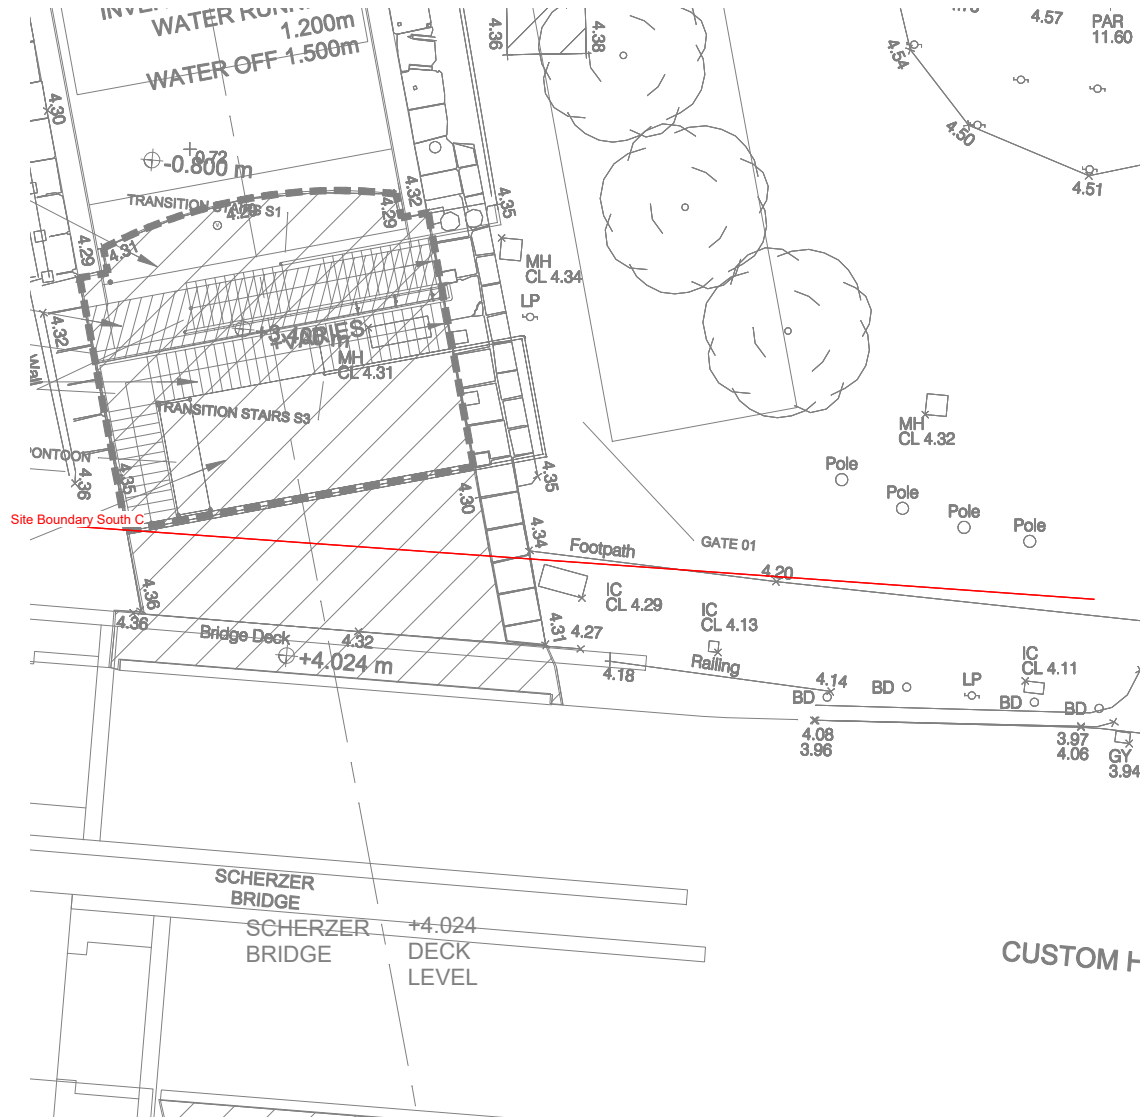 WATER RUNN
1.200m
WATER OFF 1.500m
4.36
4.38
4.57
PAR
11.60
4.54
4.50
4.51
4.30
0.72
-0.800 m
TRANSITION STAIRS S1
4.29
4.32
4.29
4.35
4.29
4.31
MH
CL 4.34
LP
4.32
MH
CL 4.31
Wall
TRANSITION STAIRS S3
MH
CL 4.32
PONTOON
4.36
4.35
4.30
4.35
Pole
Pole
Pole
Pole
Site Boundary South C
4.34
Footpath
GATE 01
4.20
4.36
4.36
IC
CL 4.29
IC
CL 4.13
Bridge Deck
4.32
4.31
4.27
+4.024 m
4.18
Railing
4.14
IC
CL 4.11
BD
BD
LP
BD
BD
4.08
3.96
3.97
4.06
GY
3.94
SCHERZER
BRIDGE
SCHERZER
BRIDGE
+4.024
DECK
LEVEL
CUSTOM H